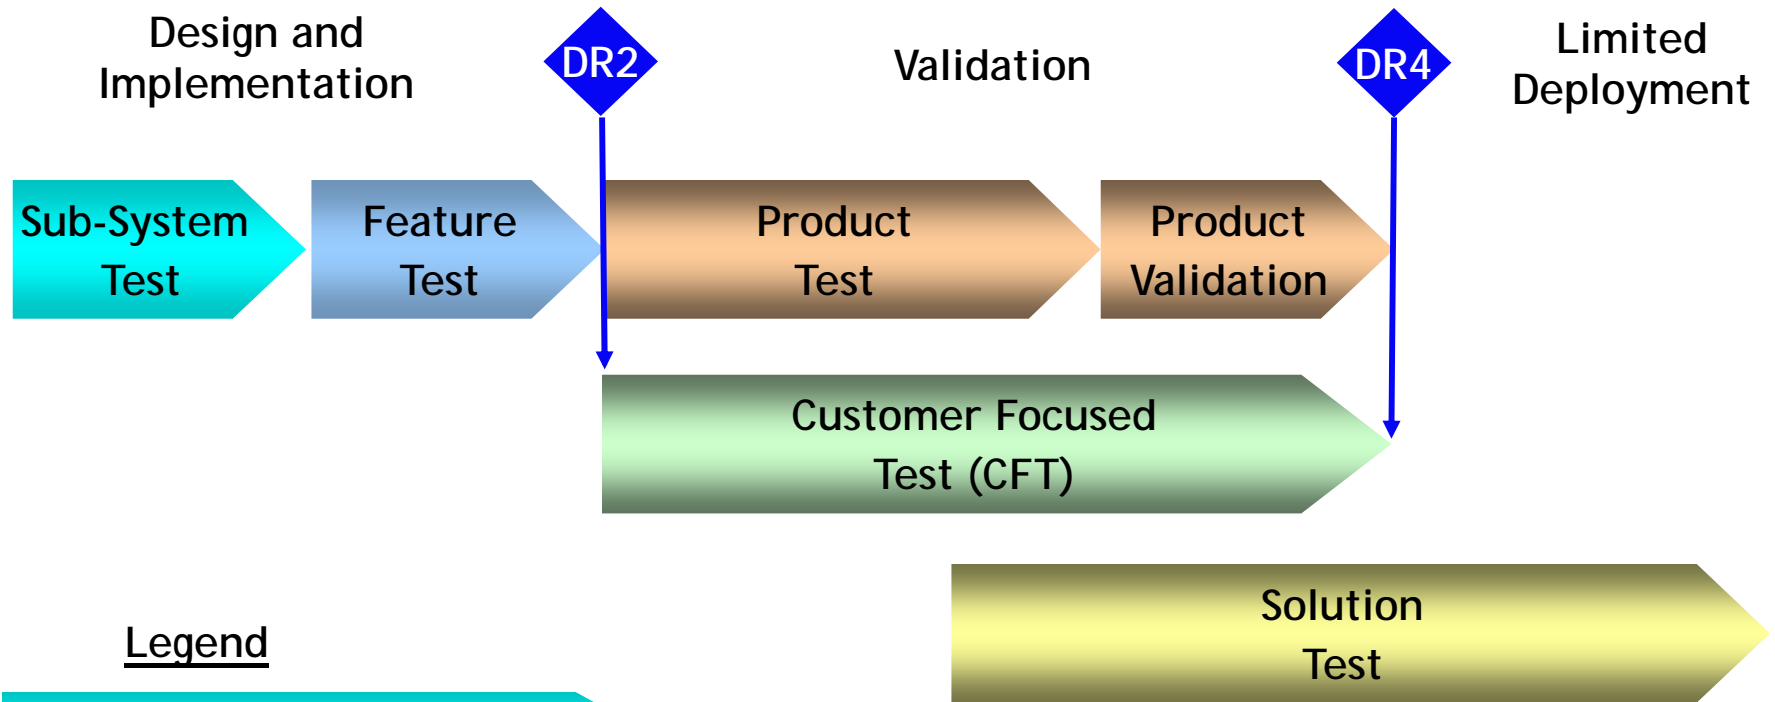 Design and
Implementation
DR2
Validation
DR4
Limited
Deployment
Sub-System
Test
Feature
Test
Product
Test
Product
Validation
Customer Focused
Test (CFT)
Solution
Test
Legend